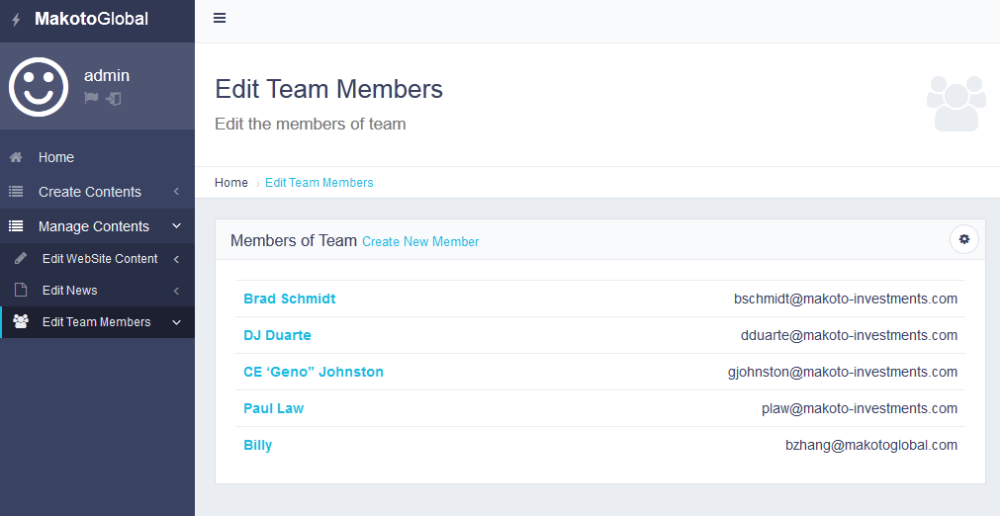 MakotoGlobal
admin
Home
Create Contents
Manage Contents
Edit WebSite Content
Edit News
Edit Team Members
Edit Team Members
Edit the members of team
Home › Edit Team Members
Members of Team Create New Member
Brad Schmidt bschmidt@makoto-investments.com
DJ Duarte dduarte@makoto-investments.com
CE ‘Geno” Johnston gjohnston@makoto-investments.com
Paul Law plaw@makoto-investments.com
Billy bzhang@makotoglobal.com